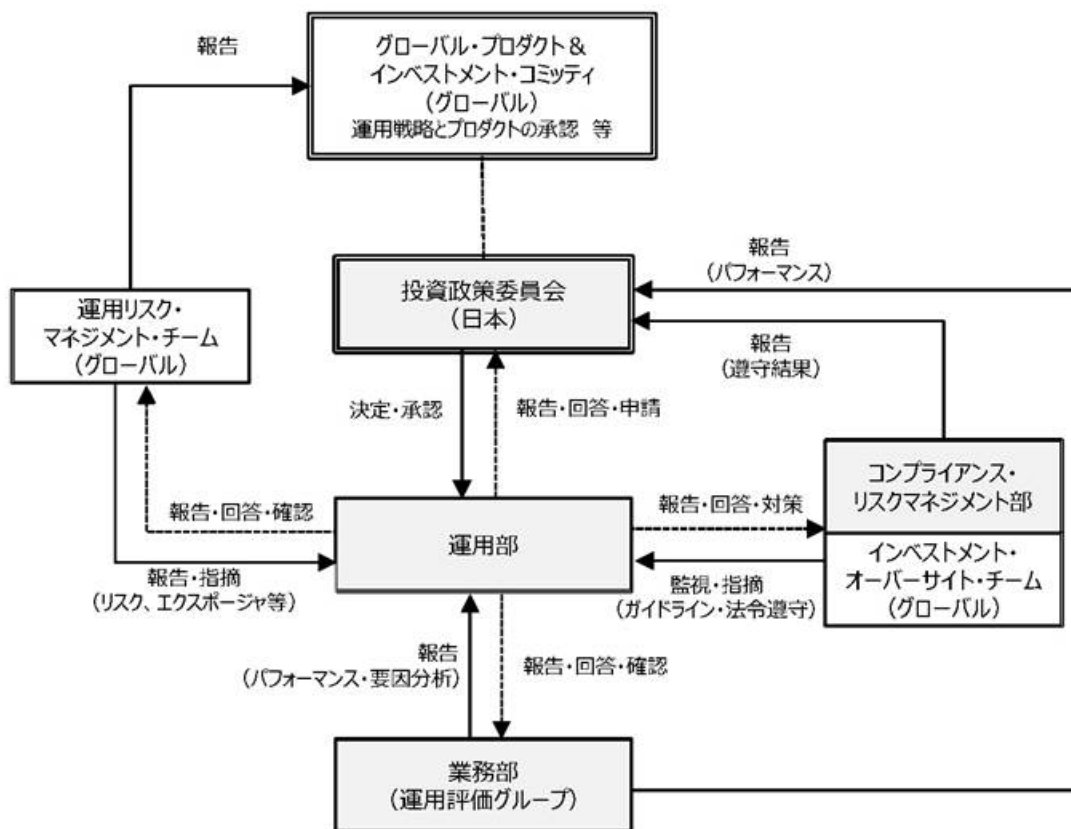 報告
グローバル・プロダクト&
インベストメント・コミッティ
(グローバル)
運用戦略とプロダクトの承認 等
報告
(パフォーマンス)
投資政策委員会
(日本)
運用リスク・
マネジメント・チーム
(グローバル)
報告
(遵守結果)
決定・承認
報告・回答・申請
コンプライアンス・
リスクマネジメント部
報告・回答・確認
運用部
報告・回答・対策
インベストメント・
オーバーサイト・チーム
(グローバル)
報告・指摘
(リスク、エクスポージャ等)
監視・指摘
(ガイドライン・法令遵守)
報告
(パフォーマンス・要因分析)
報告・回答・確認
業務部
(運用評価グループ)